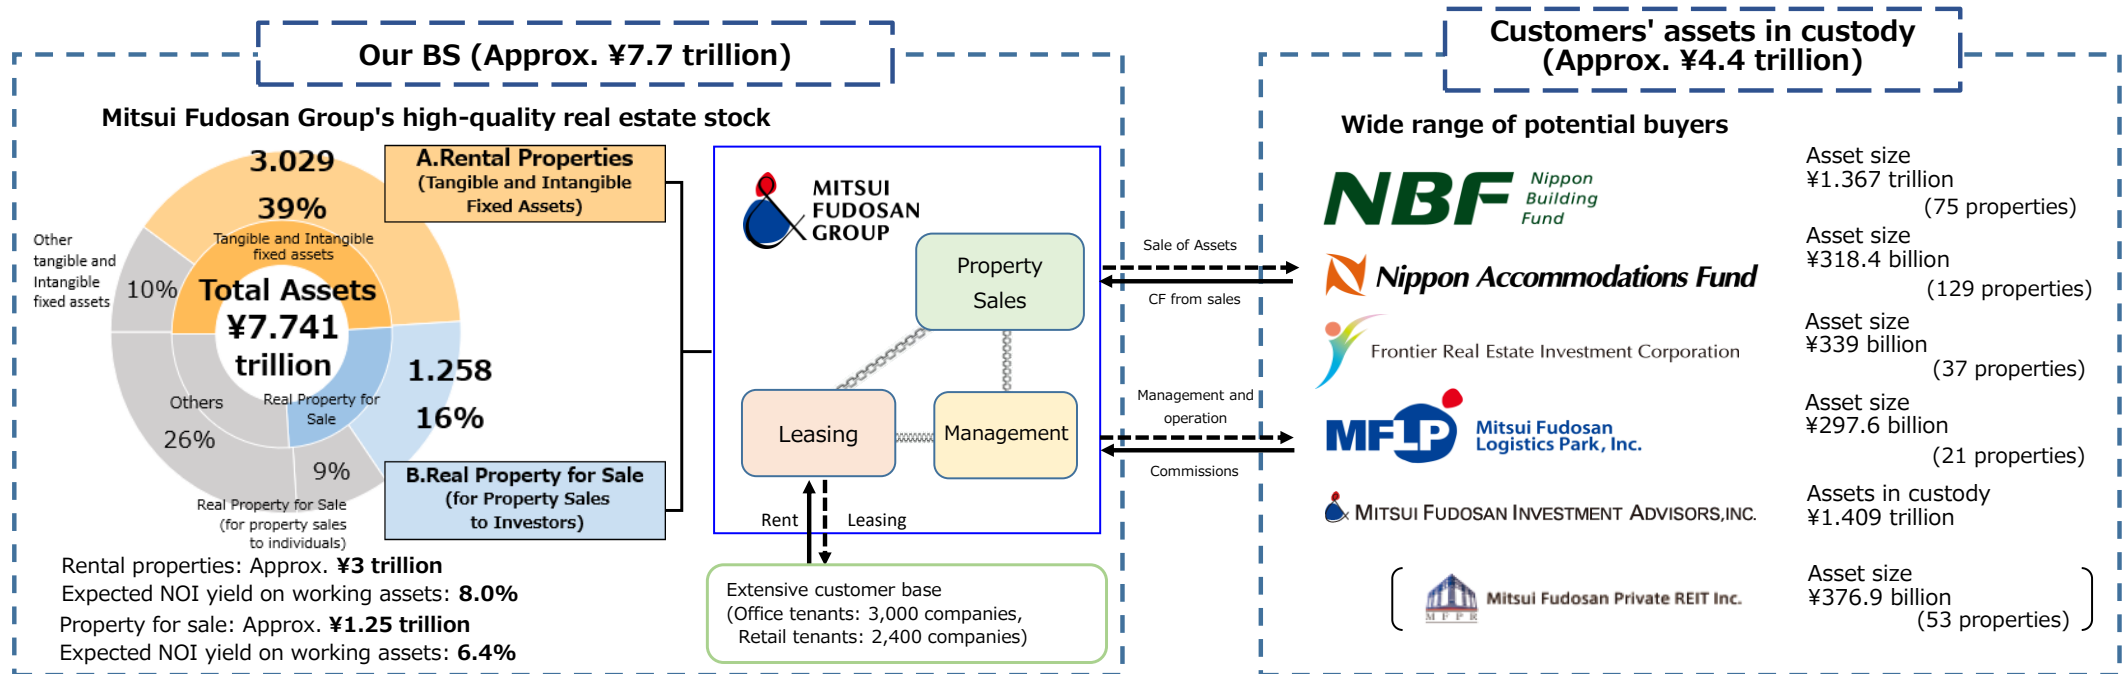 Our BS (Approx. ¥7.7 trillion)
Mitsui Fudosan Group's high-quality real estate stock
3.029
39%
Tangible and Intangible
fixed assets
Other
tangible and
Intangible
fixed assets
10%
Total Assets
¥7.741
trillion
1.258
16%
Others
26%
Real Property for
Sale
9%
Real Property for Sale
(for property sales
to individuals)
A.Rental Properties
(Tangible and Intangible
Fixed Assets)
B.Real Property for Sale
(for Property Sales
to Investors)
Rental properties: Approx. ¥3 trillion
Expected NOI yield on working assets: 8.0%
Property for sale: Approx. ¥1.25 trillion
Expected NOI yield on working assets: 6.4%
MITSUI
FUDOSAN
GROUP
Property
Sales
Leasing
Management
Rent
Leasing
Extensive customer base
(Office tenants: 3,000 companies,
Retail tenants: 2,400 companies)
Sale of Assets
CF from sales
Management and
operation
Commissions
Customers' assets in custody
(Approx. ¥4.4 trillion)
Wide range of potential buyers
NBF
Nippon
Building
Fund
Asset size
¥1.367 trillion
(75 properties)
Nippon Accommodations Fund
Asset size
¥318.4 billion
(129 properties)
Frontier Real Estate Investment Corporation
Asset size
¥339 billion
(37 properties)
MFLP
Mitsui Fudosan
Logistics Park, Inc.
Asset size
¥297.6 billion
(21 properties)
MITSUI FUDOSAN INVESTMENT ADVISORS,INC.
Assets in custody
¥1.409 trillion
MFPR
Mitsui Fudosan Private REIT Inc.
Asset size
¥376.9 billion
(53 properties)